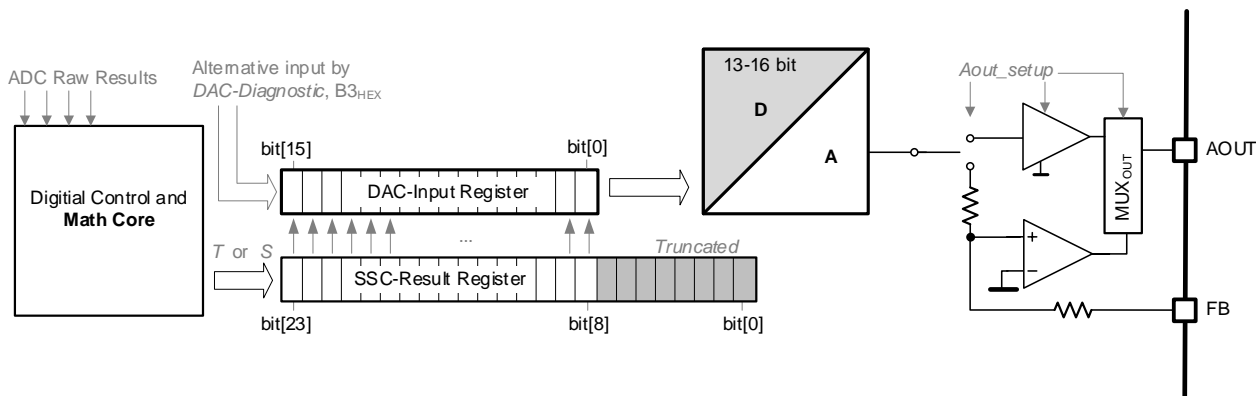 ADC Raw Results
Alternative input by
DAC-Diagnostic, B3HEX
Digitial Control and
Math Core
bit[15]
bit[0]
DAC-Input Register
T or S
...
Truncated
SSC-Result Register
bit[23]
bit[8]
bit[0]
13-16 bit
D
A
Aout_setup
+
−
MUXOUT
AOUT
FB